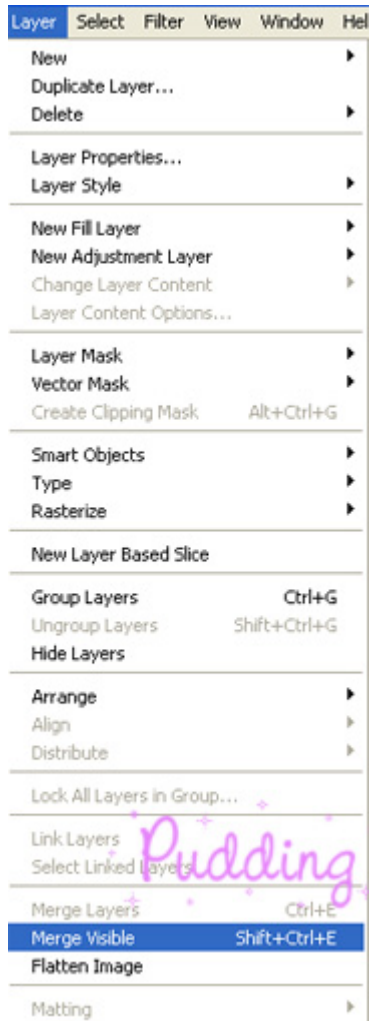 Layer Select Filter View Window Hel
New
Duplicate Layer...
Delete
Layer Properties...
Layer Style
New Fill Layer
New Adjustment Layer
Change Layer Content
Layer Content Options...
Layer Mask
Vector Mask
Create Clipping Mask Alt+Ctrl+G
Smart Objects
Type
Rasterize
New Layer Based Slice
Group Layers Ctrl+G
Ungroup Layers Shift+Ctrl+G
Hide Layers
Arrange
Align
Distribute
Lock All Layers in Group...
Link Layers
Pudding
Select Linked Layers
Merge Layers Ctrl+E
Merge Visible Shift+Ctrl+E
Flatten Image
Matting